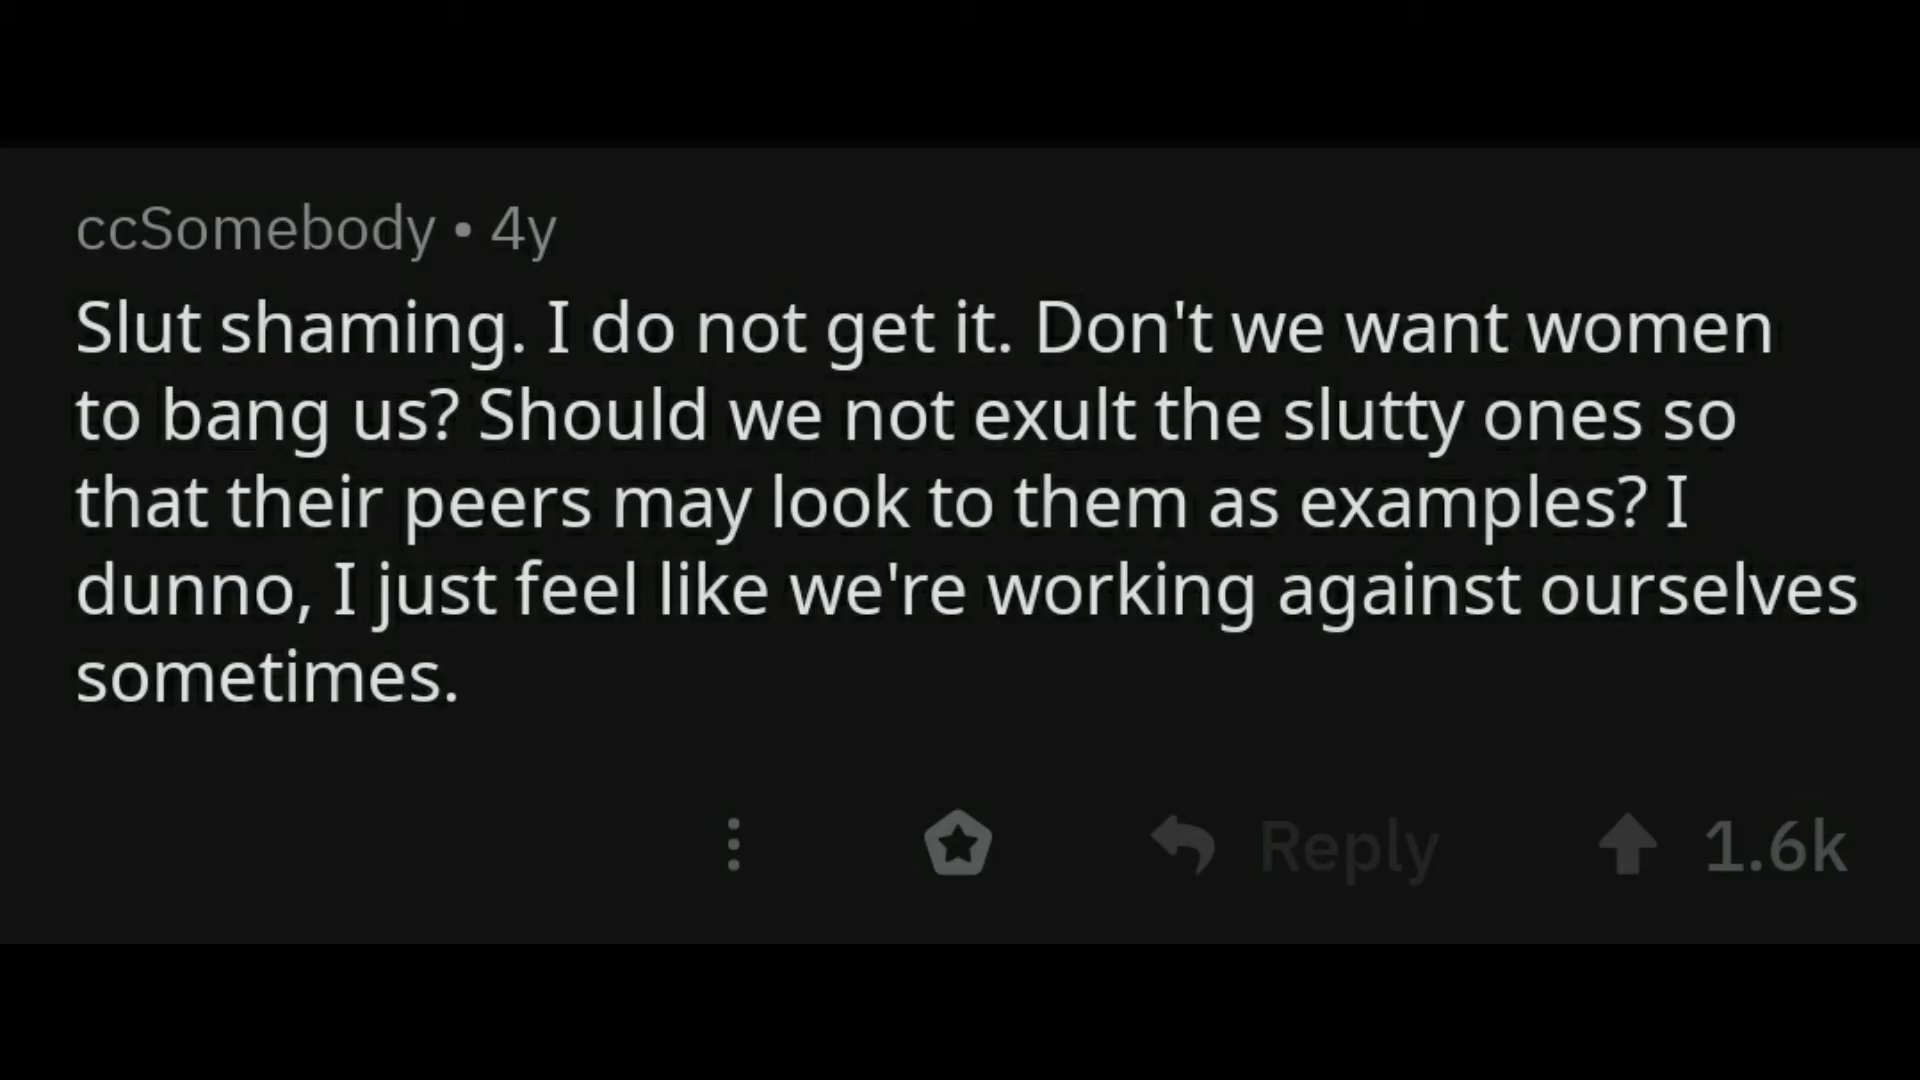 ccSomebody • 4y
Slut shaming. I do not get it. Don't we want women
to bang us? Should we not exult the slutty ones so
that their peers may look to them as examples? I
dunno, I just feel like we're working against ourselves
sometimes.
Reply 1.6k